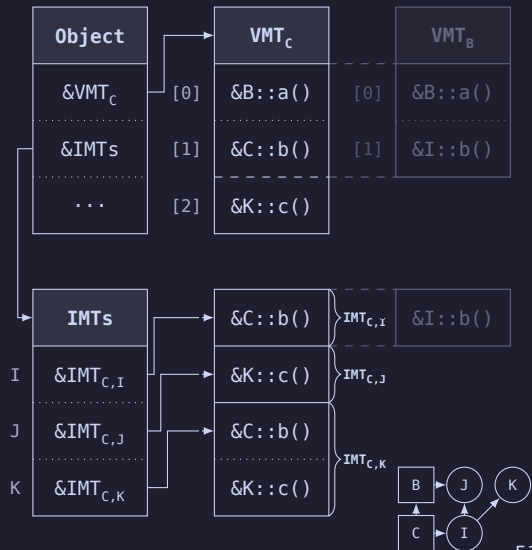 Object VMT_C VMT_B
&VMT_C [0] &B::a() [0] &B::a()
&IMTs [1] &C::b() [1] &I::b()
··· [2] &K::c()
IMTs &C::b() IMT_C,I &I::b()
I &IMT_C,I &K::c() IMT_C,J
J &IMT_C,J &C::b() IMT_C,K
K &IMT_C,K &K::c()
B J K
C I